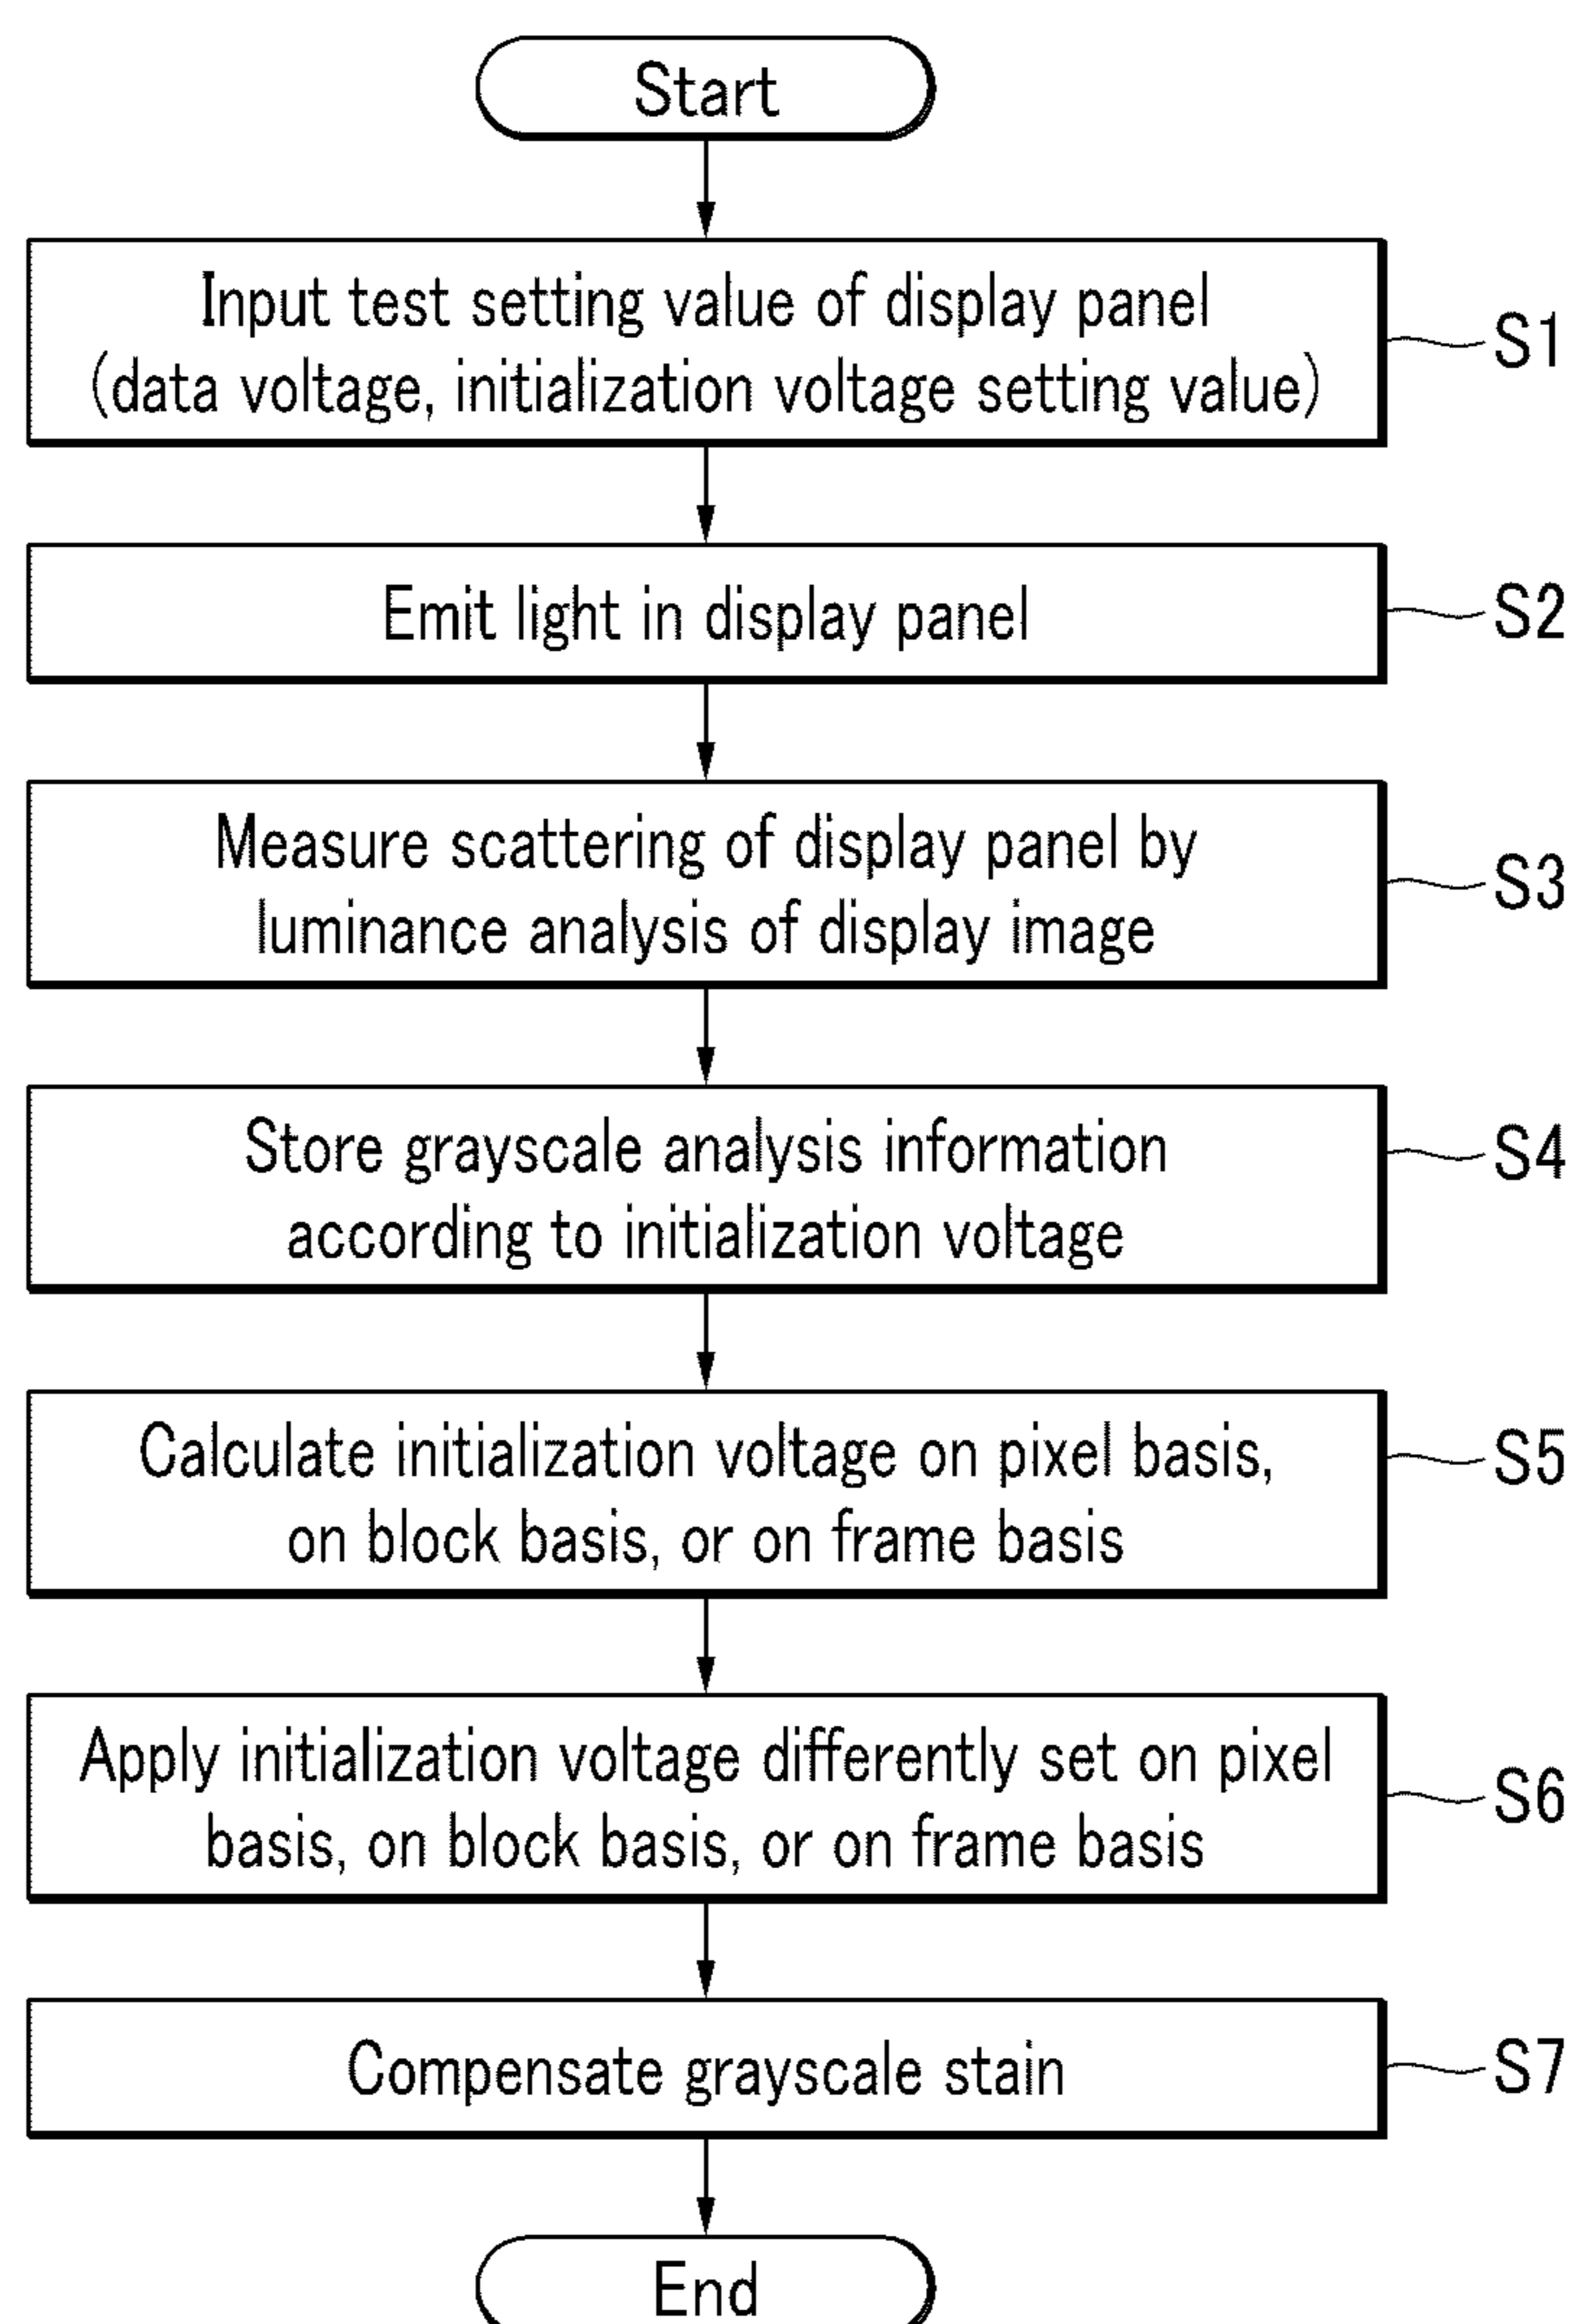 Start
Input test setting value of display panel
(data voltage, initialization voltage setting value)
S1
Emit light in display panel
S2
Measure scattering of display panel by
luminance analysis of display image
S3
Store grayscale analysis information
according to initialization voltage
S4
Calculate initialization voltage on pixel basis,
on block basis, or on frame basis
S5
Apply initialization voltage differently set on pixel
basis, on block basis, or on frame basis
S6
Compensate grayscale stain
S7
End